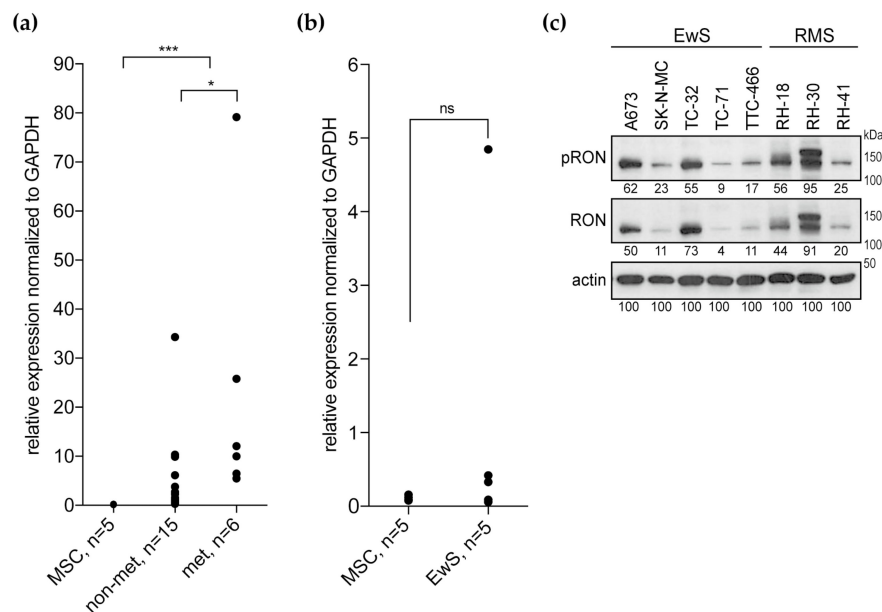 (a)
relative expression normalized to GAPDH
90
80
70
60
50
40
30
20
10
0
***
*
MSC, n=5
non-met, n=15
met, n=6
(b)
relative expression normalized to GAPDH
6
5
4
3
2
1
0
ns
MSC, n=5
EwS, n=5
(c)
EwS RMS
A673 SK-N-MC TC-32 TC-71 TTC-466 RH-18 RH-30 RH-41
kDa
pRON 150
100
62 23 55 9 17 56 95 25
RON 150
100
50 11 73 4 11 44 91 20
50
actin
100 100 100 100 100 100 100 100